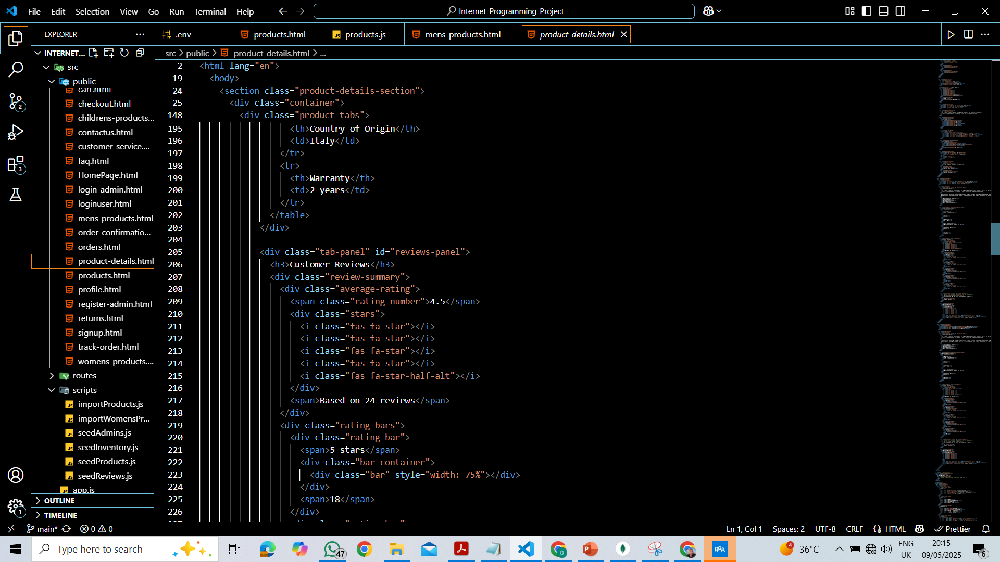 File Edit Selection View Go Run Terminal Help
Internet_Programming_Project
EXPLORER
.env
products.html
products.js
mens-products.html
product-details.html
INTERNET...
src > public > product-details.html > ...
src
public
cart.html
checkout.html
childrens-products...
contactus.html
customer-service....
faq.html
HomePage.html
login-admin.html
loginuser.html
mens-products.html
order-confirmatio...
orders.html
product-details.html
products.html
profile.html
register-admin.html
returns.html
signup.html
track-order.html
womens-products....
routes
scripts
importProducts.js
importWomensPr...
seedAdmins.js
seedInventory.js
seedProducts.js
seedReviews.js
app.js
OUTLINE
TIMELINE
2 <html lang="en">
19 <body>
24 <section class="product-details-section">
25 <div class="container">
148 <div class="product-tabs">
195 <th>Country of Origin</th>
196 <td>Italy</td>
197 </tr>
198 <tr>
199 <th>Warranty</th>
200 <td>2 years</td>
201 </tr>
202 </table>
203 </div>
204
205 <div class="tab-panel" id="reviews-panel">
206 <h3>Customer Reviews</h3>
207 <div class="review-summary">
208 <div class="average-rating">
209 <span class="rating-number">4.5</span>
210 <div class="stars">
211 <i class="fas fa-star"></i>
212 <i class="fas fa-star"></i>
213 <i class="fas fa-star"></i>
214 <i class="fas fa-star"></i>
215 <i class="fas fa-star-half-alt"></i>
216 </div>
217 <span>Based on 24 reviews</span>
218 </div>
219 <div class="rating-bars">
220 <div class="rating-bar">
221 <span>5 stars</span>
222 <div class="bar-container">
223 <div class="bar" style="width: 75%"></div>
224 </div>
225 <span>18</span>
226 </div>
2
3
1
main* 0 0
Ln 1, Col 1 Spaces: 2 UTF-8 CRLF HTML Prettier
Type here to search
47
4
36°C
ENG
UK
20:15
09/05/2025
6